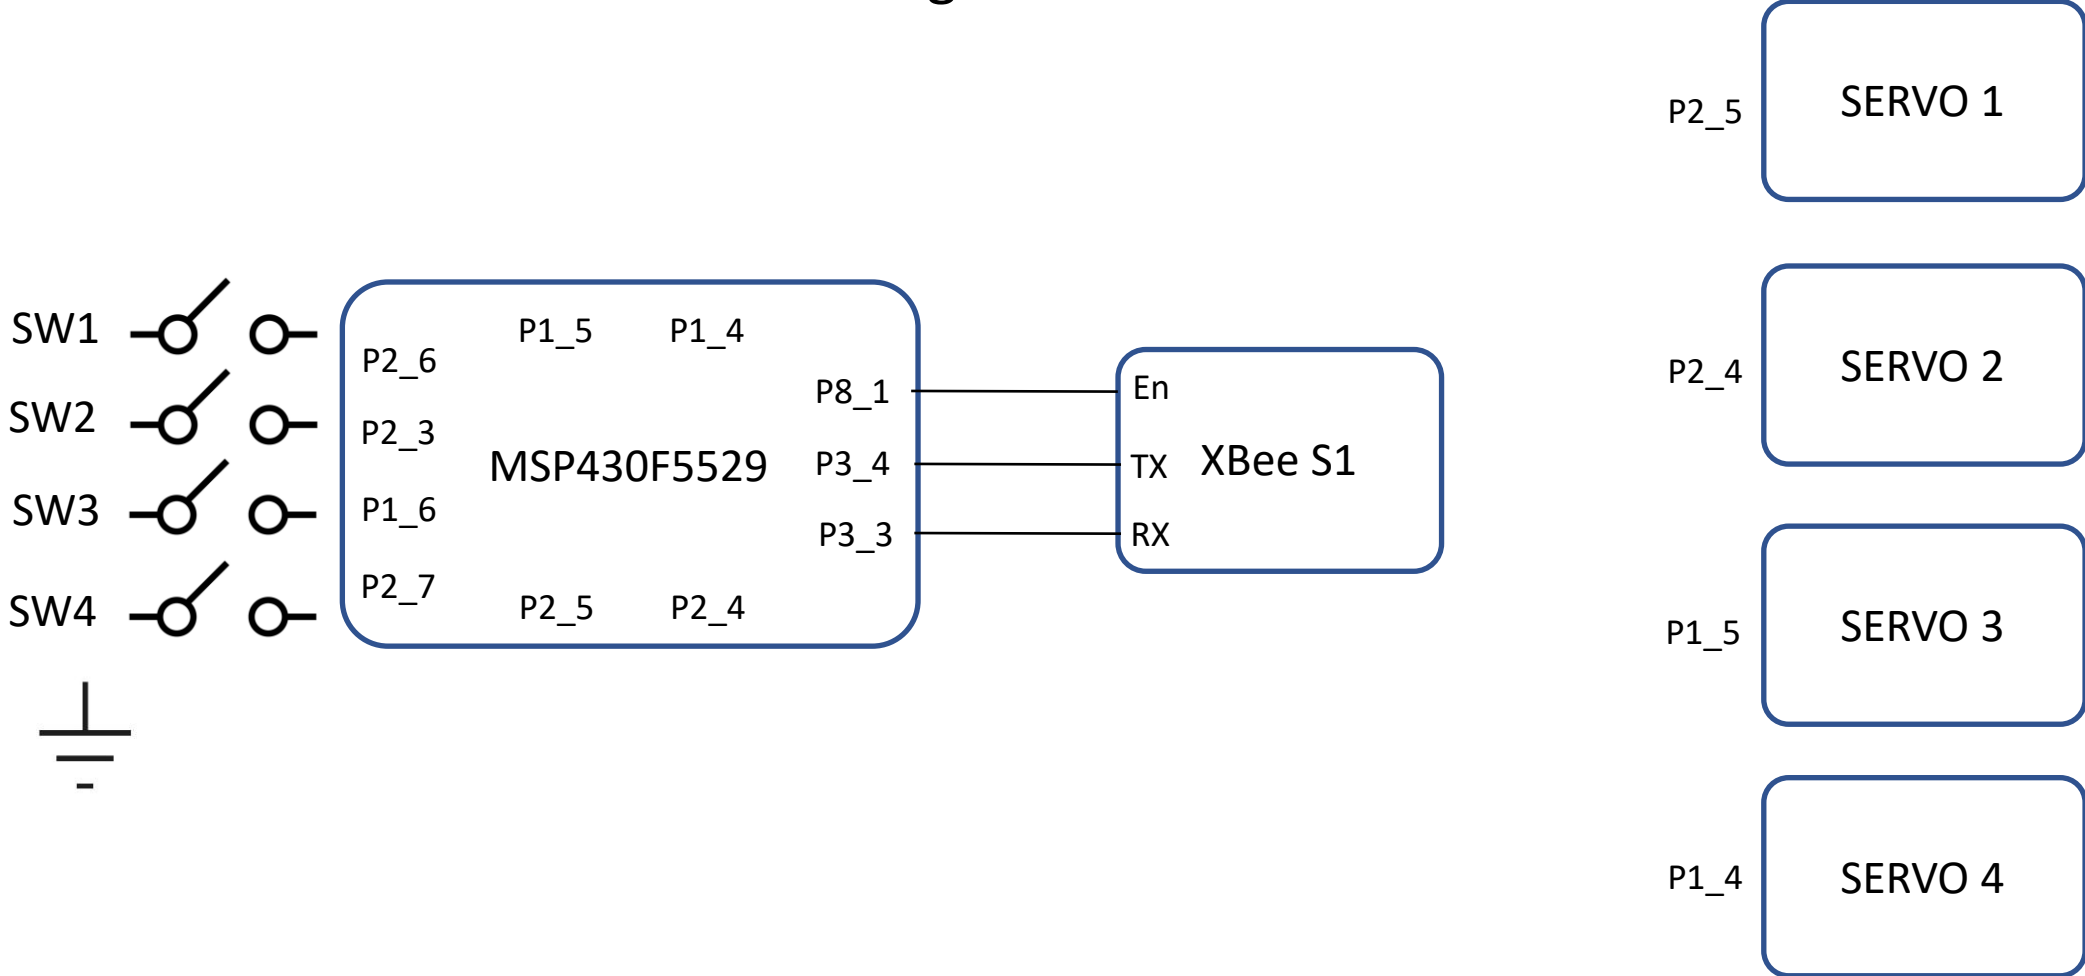 SERVO 1
P2_5
SW1
P1_5
P1_4
P2_6
P8_1
En
SERVO 2
P2_4
SW2
P2_3
MSP430F5529
P3_4
TX
XBee S1
SW3
P1_6
P3_3
RX
SW4
P2_7
P2_5
P2_4
P1_5
SERVO 3
P1_4
SERVO 4